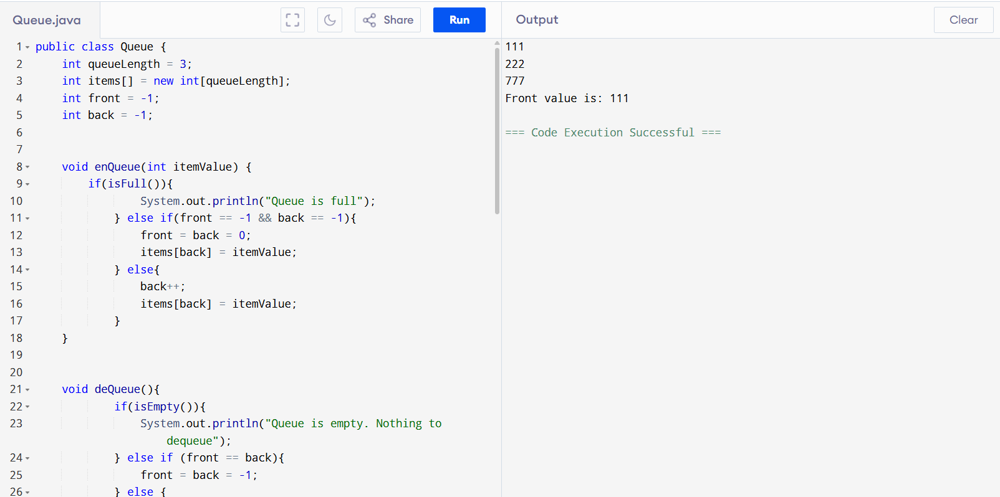 Queue.java
Share
Run
Output
Clear
1 public class Queue {
2     int queueLength = 3;
3     int items[] = new int[queueLength];
4     int front = -1;
5     int back = -1;
6
7
8     void enQueue(int itemValue) {
9         if(isFull()){
10                 System.out.println("Queue is full");
11             } else if(front == -1 && back == -1){
12                 front = back = 0;
13                 items[back] = itemValue;
14             } else{
15                 back++;
16                 items[back] = itemValue;
17             }
18     }
19
20
21     void deQueue(){
22             if(isEmpty()){
23                 System.out.println("Queue is empty. Nothing to
dequeue");
24             } else if (front == back){
25                 front = back = -1;
26             } else {
111
222
777
Front value is: 111
=== Code Execution Successful ===